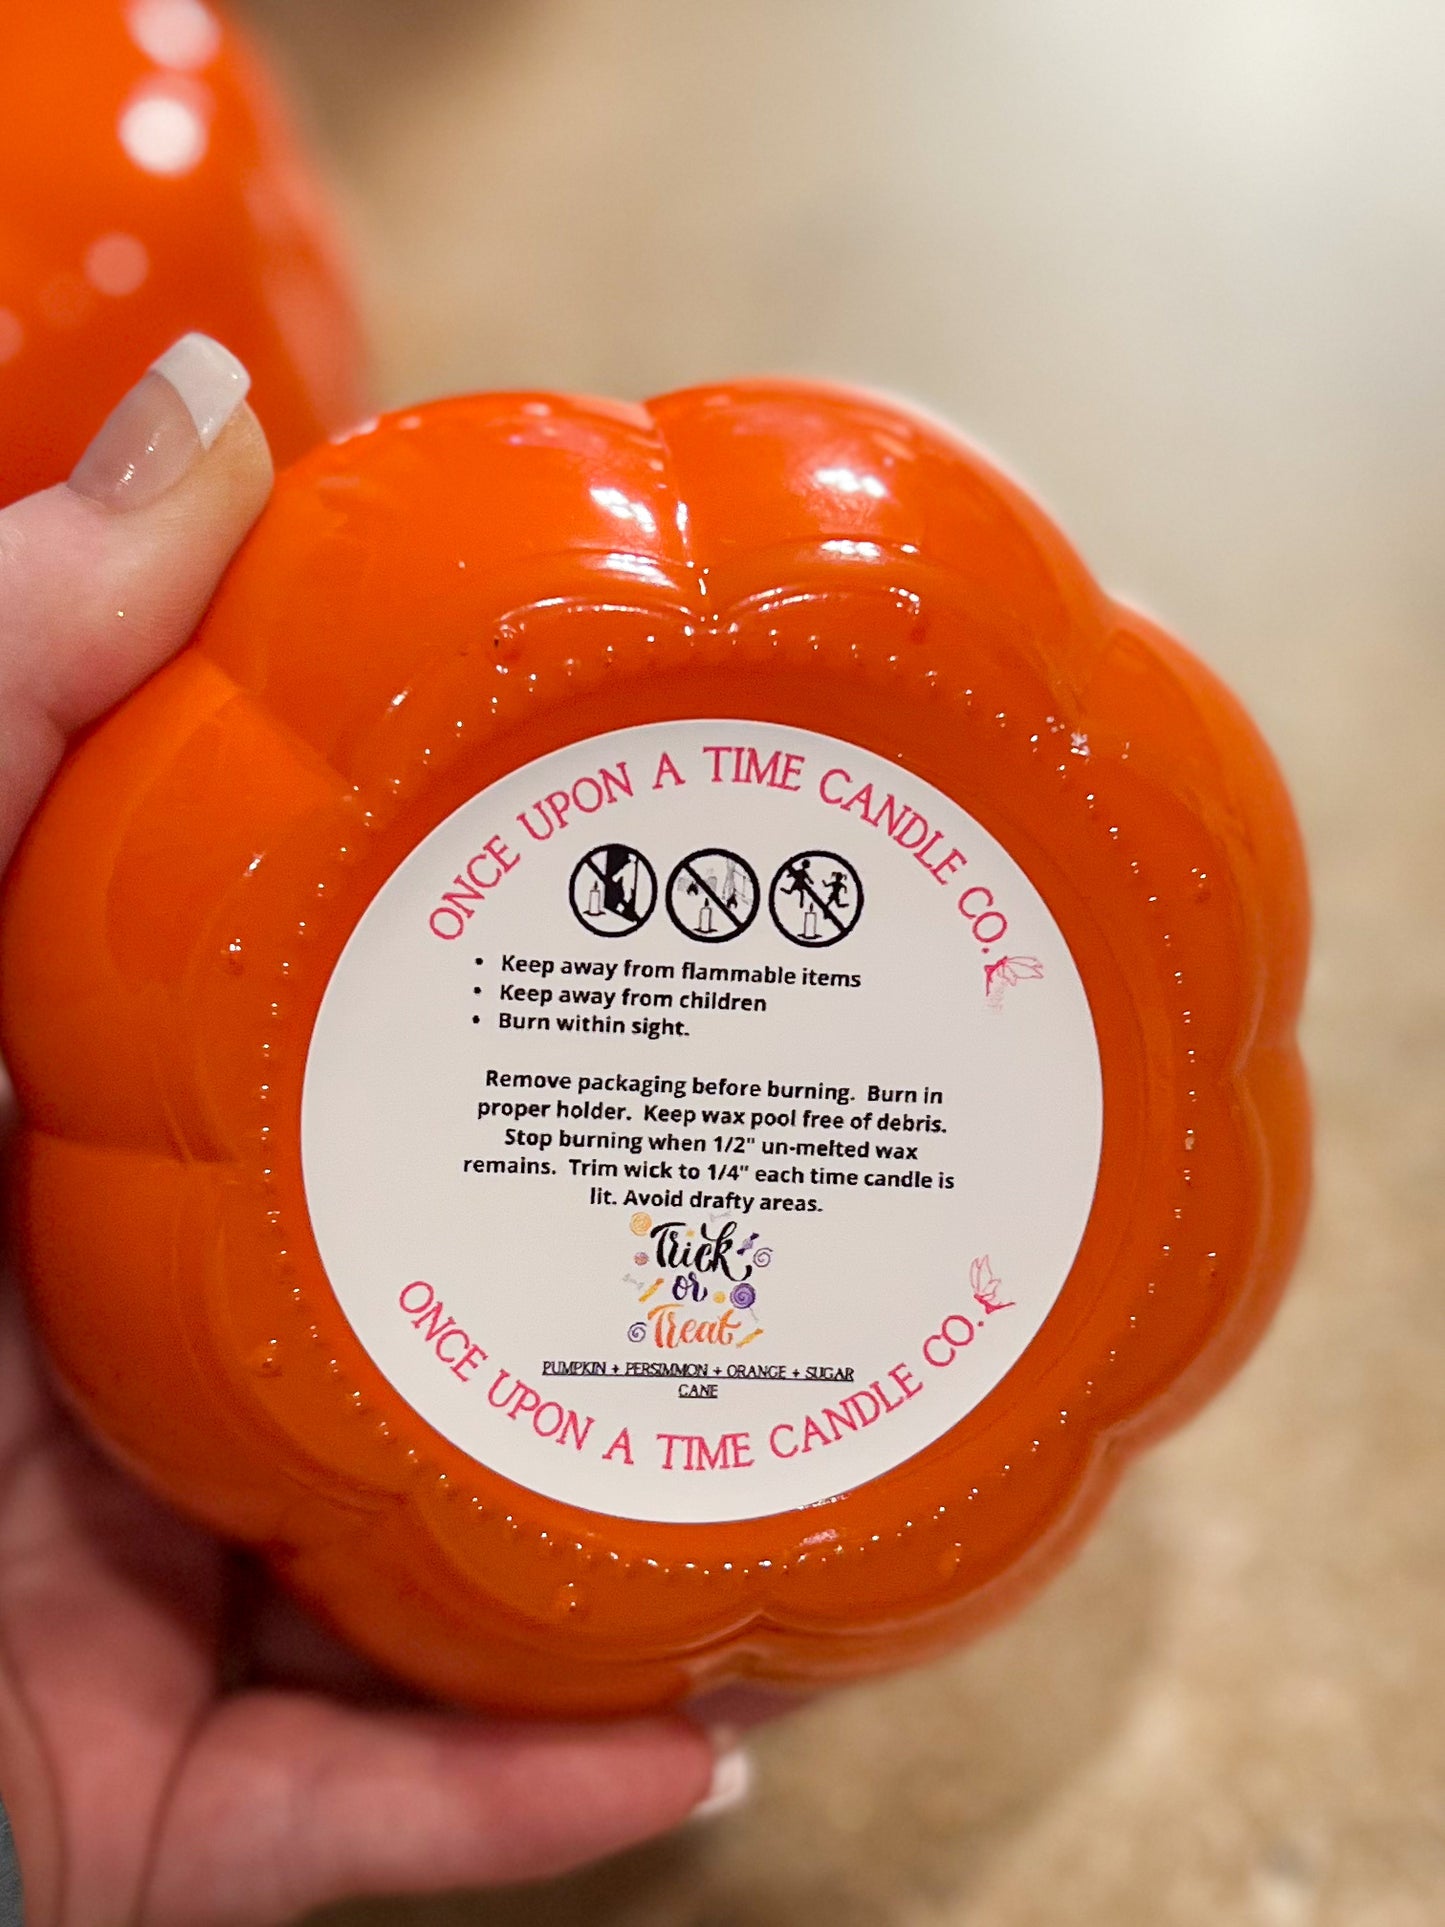 ONCE UPON A TIME CANDLE CO.
• Keep away from flammable items
• Keep away from children
• Burn within sight.
Remove packaging before burning. Burn in
proper holder. Keep wax pool free of debris.
Stop burning when 1/2" un-melted wax
remains. Trim wick to 1/4" each time candle is
lit. Avoid drafty areas.
Trick
or
Treat
PUMPKIN + PERSIMMON + ORANGE + SUGAR
CANE
ONCE UPON A TIME CANDLE CO.